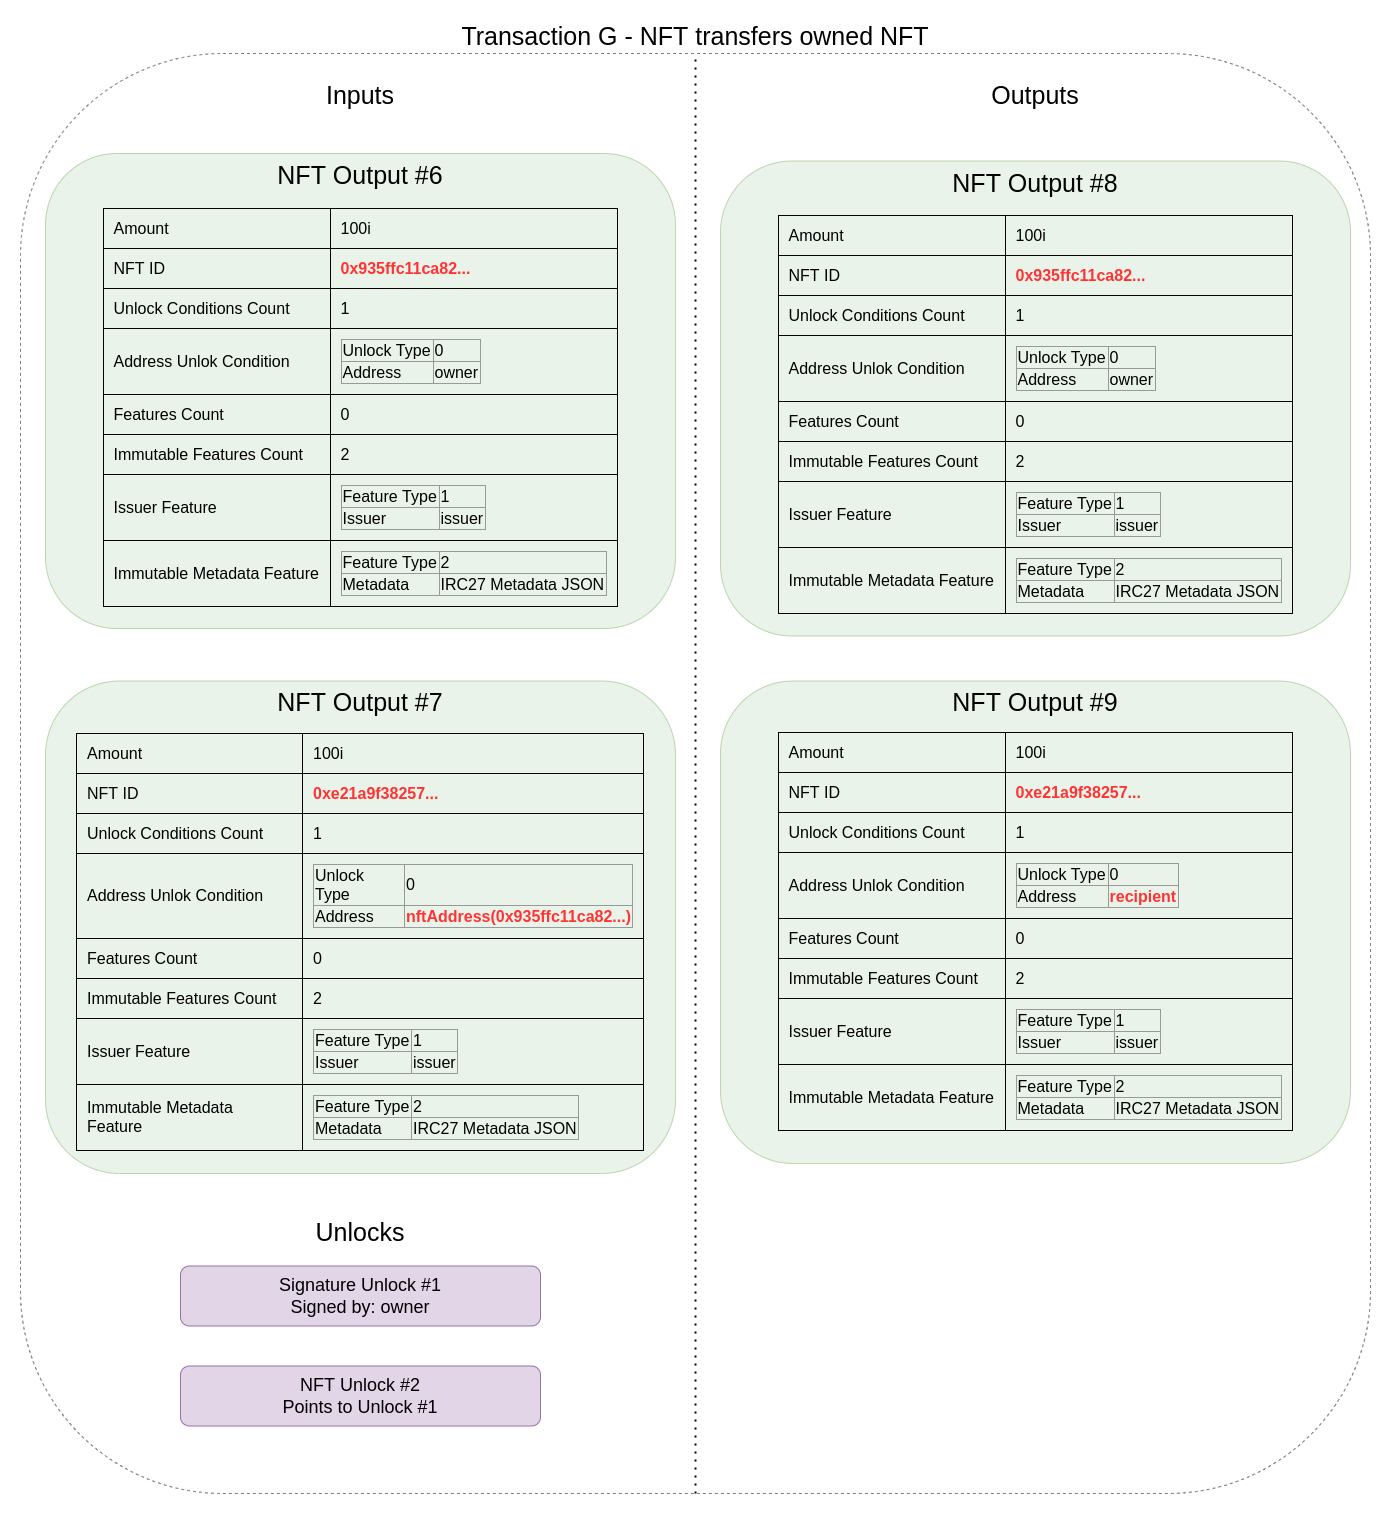 Transaction G - NFT transfers owned NFT
Inputs
NFT Output #6
Amount 100i
NFT ID 0x935ffc11ca82...
Unlock Conditions Count 1
Address Unlok Condition
Unlock Type 0
Address owner
Features Count 0
Immutable Features Count 2
Issuer Feature
Feature Type 1
Issuer issuer
Immutable Metadata Feature
Feature Type 2
Metadata IRC27 Metadata JSON
NFT Output #7
Amount 100i
NFT ID 0xe21a9f38257...
Unlock Conditions Count 1
Address Unlok Condition
Unlock
Type 0
Address nftAddress(0x935ffc11ca82...)
Features Count 0
Immutable Features Count 2
Issuer Feature
Feature Type 1
Issuer issuer
Immutable Metadata
Feature
Feature Type 2
Metadata IRC27 Metadata JSON
Unlocks
Signature Unlock #1
Signed by: owner
NFT Unlock #2
Points to Unlock #1
Outputs
NFT Output #8
Amount 100i
NFT ID 0x935ffc11ca82...
Unlock Conditions Count 1
Address Unlok Condition
Unlock Type 0
Address owner
Features Count 0
Immutable Features Count 2
Issuer Feature
Feature Type 1
Issuer issuer
Immutable Metadata Feature
Feature Type 2
Metadata IRC27 Metadata JSON
NFT Output #9
Amount 100i
NFT ID 0xe21a9f38257...
Unlock Conditions Count 1
Address Unlok Condition
Unlock Type 0
Address recipient
Features Count 0
Immutable Features Count 2
Issuer Feature
Feature Type 1
Issuer issuer
Immutable Metadata Feature
Feature Type 2
Metadata IRC27 Metadata JSON